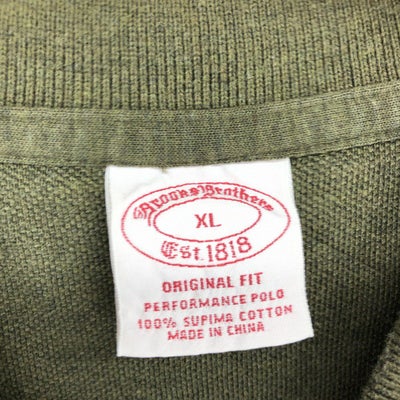 Brooks Brothers
XL
Est. 1818
ORIGINAL FIT
PERFORMANCE POLO
100% SUPIMA COTTON
MADE IN CHINA